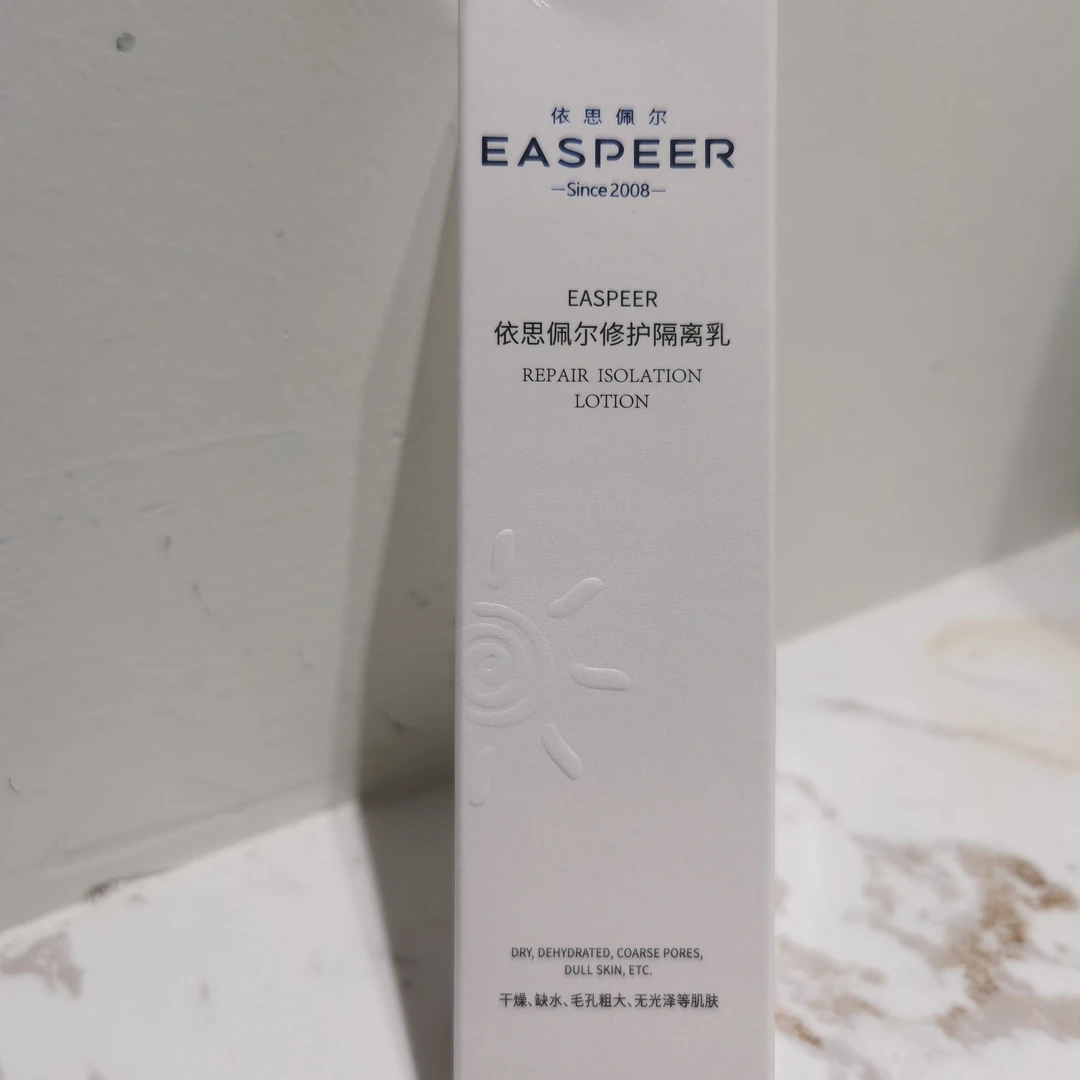 依思佩尔
EASPEER
—Since 2008—
EASPEER
依思佩尔修护隔离乳
REPAIR ISOLATION
LOTION
DRY, DEHYDRATED, COARSE PORES,
DULL SKIN, ETC.
干燥、缺水、毛孔粗大、无光泽等肌肤